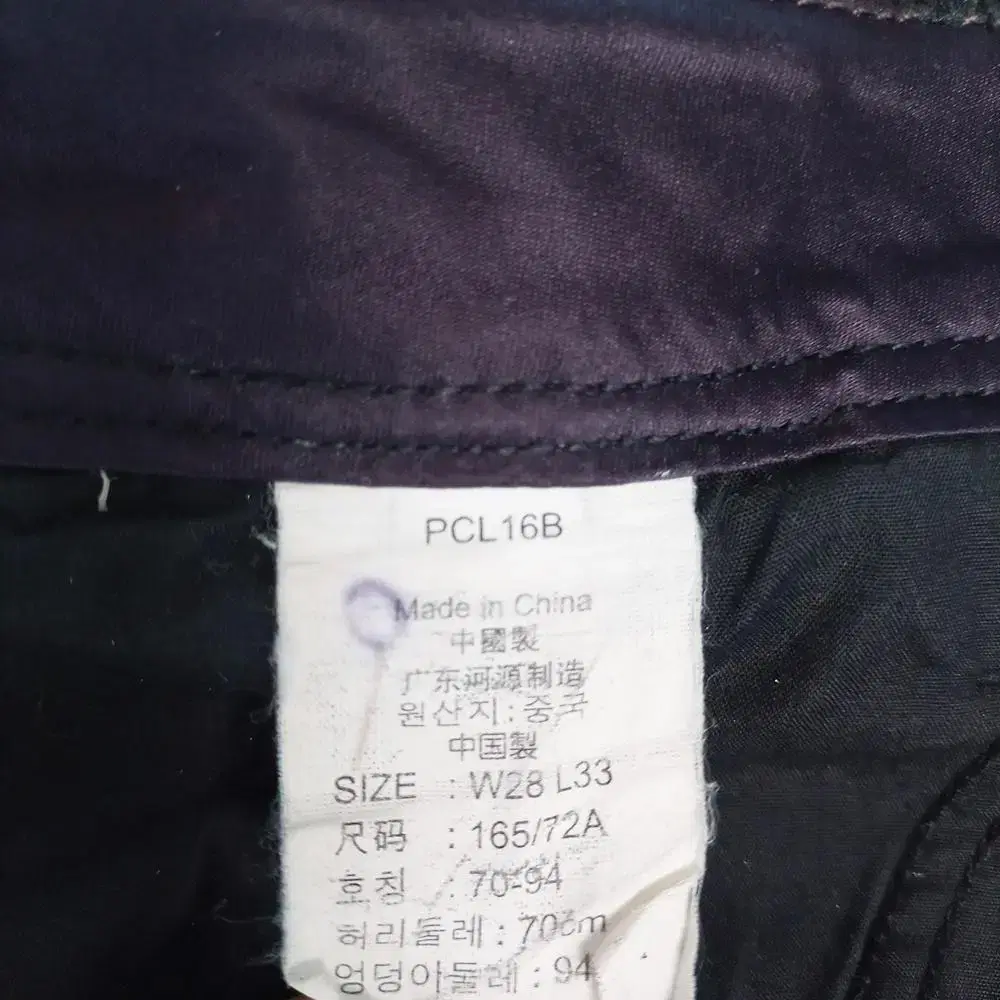 PCL16B
Made in China
中國製
广东河源制造
원산지:중국
中国製
SIZE : W28 L33
尺码 : 165/72A
호칭 : 70-94
허리둘레 : 70cm
엉덩이둘레 : 94